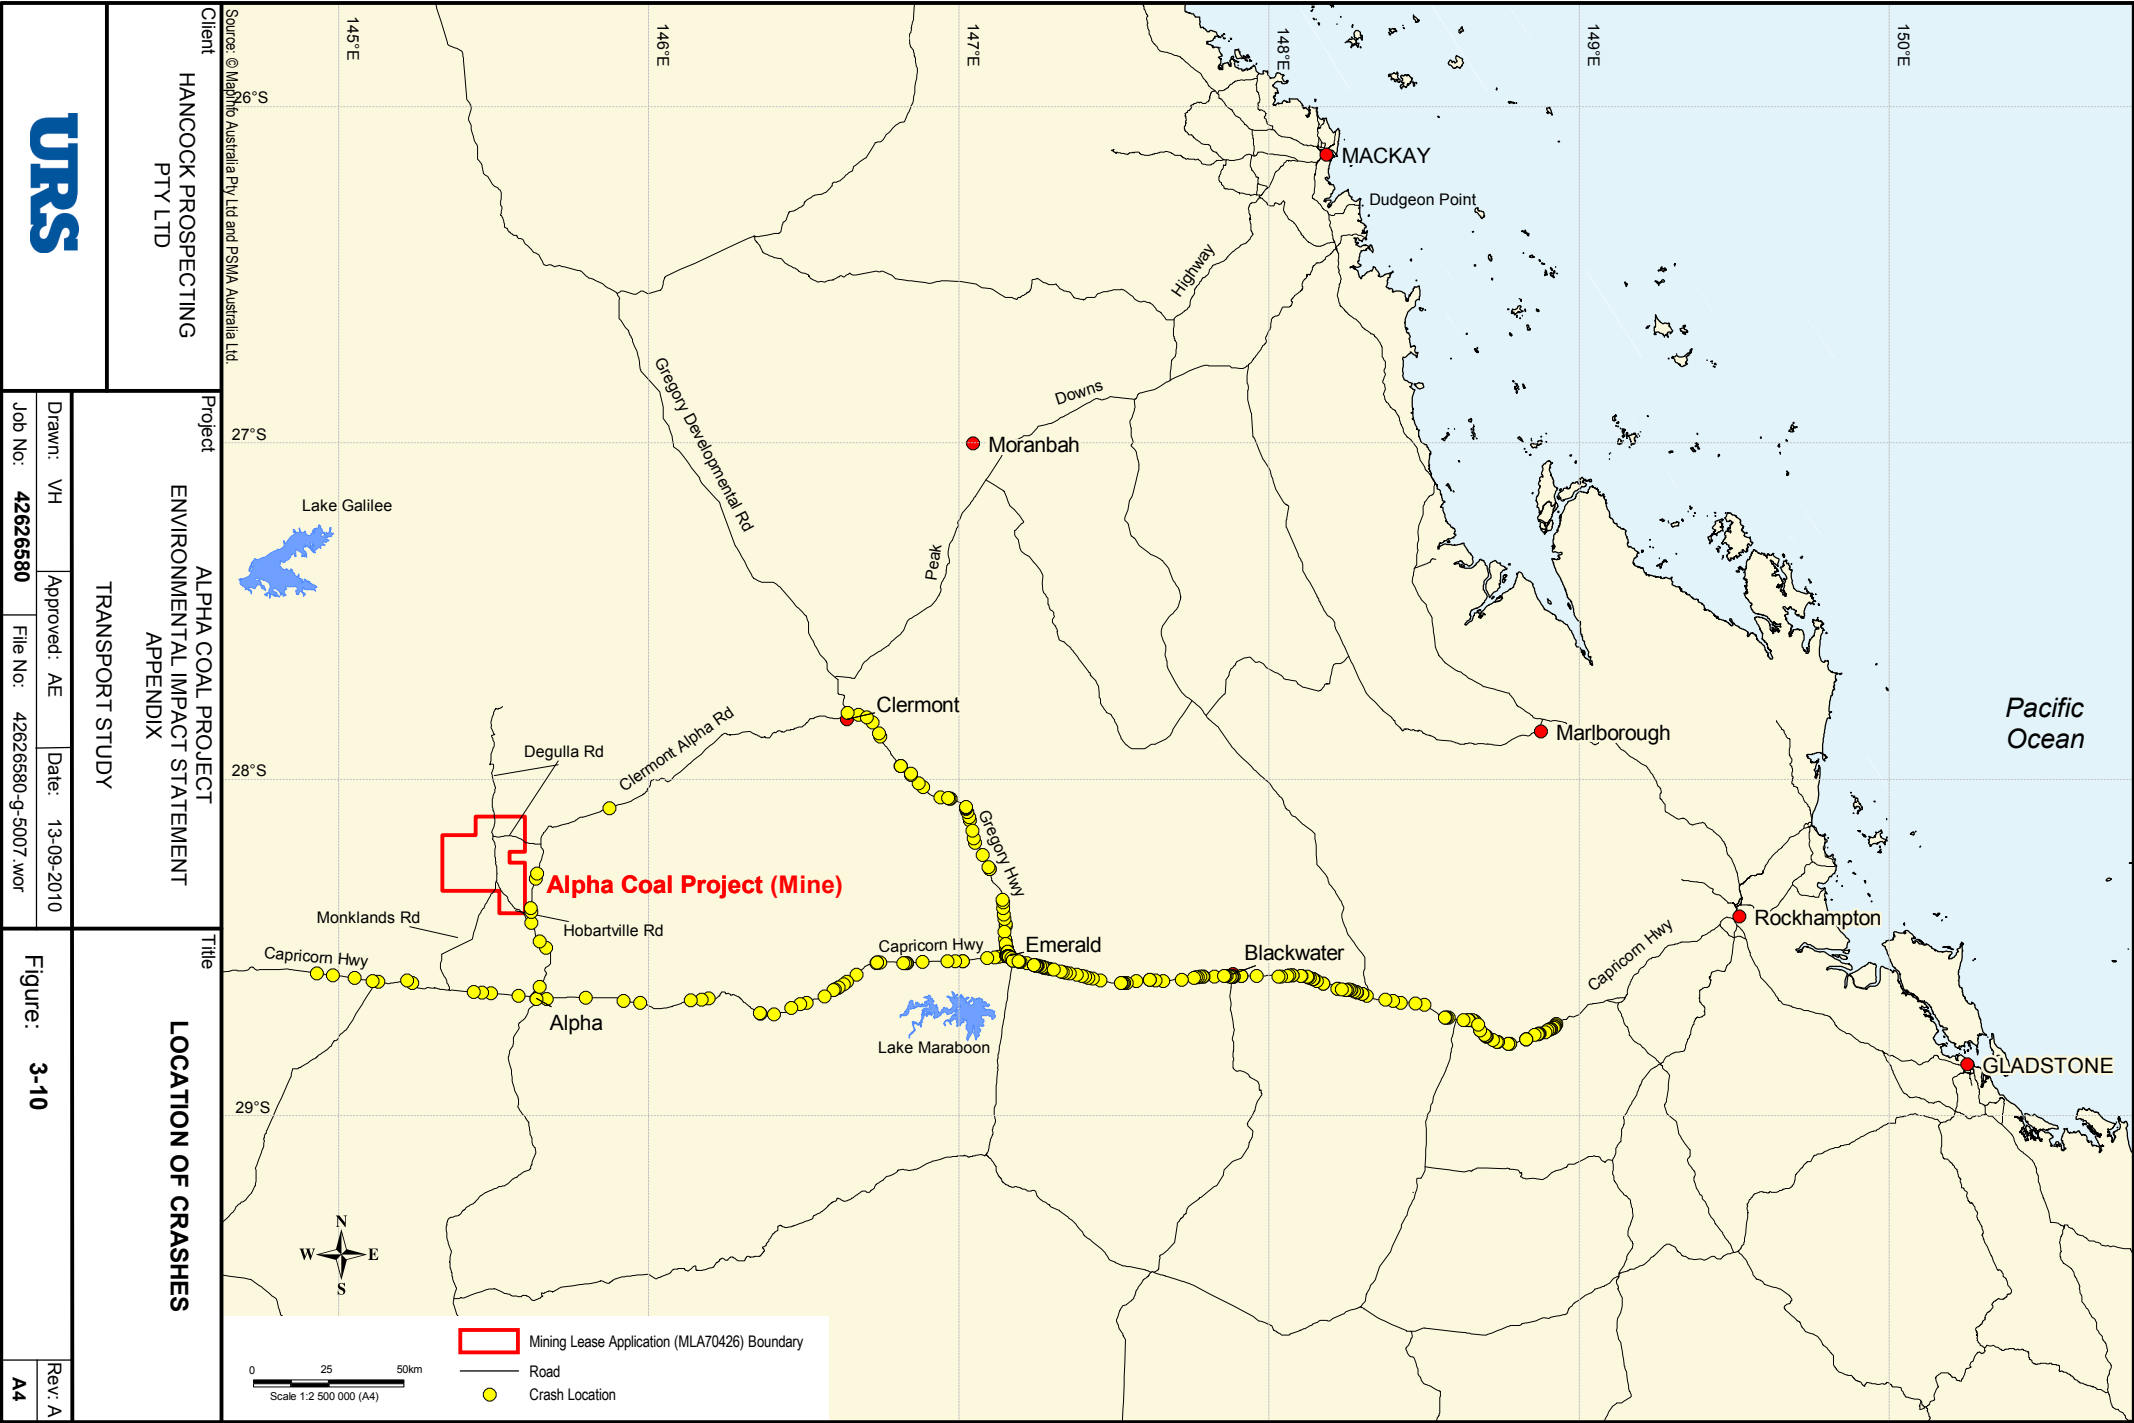 145°E
146°E
147°E
148°E
149°E
150°E
26°S
27°S
28°S
29°S
MACKAY
Dudgeon Point
Highway
Downs
Moranbah
Gregory Developmental Rd
Peak
Lake Galilee
Clermont
Clermont Alpha Rd
Degulla Rd
Marlborough
Pacific
Ocean
Gregory Hwy
Alpha Coal Project (Mine)
Monklands Rd
Hobartville Rd
Capricorn Hwy
Capricorn Hwy
Emerald
Blackwater
Capricorn Hwy
Rockhampton
Alpha
Lake Maraboon
GLADSTONE
N
W
E
S
0 25 50km
Scale 1:2 500 000 (A4)
Mining Lease Application (MLA70426) Boundary
Road
Crash Location
Source: © MapInfo Australia Pty Ltd and PSMA Australia Ltd.
Client
HANCOCK PROSPECTING
PTY LTD
URS
Project
ALPHA COAL PROJECT
ENVIRONMENTAL IMPACT STATEMENT
APPENDIX
TRANSPORT STUDY
Drawn: VH
Approved: AE
Date: 13-09-2010
Job No: 42626580
File No: 42626580-g-5007.wor
Title
LOCATION OF CRASHES
Figure: 3-10
Rev: A
A4